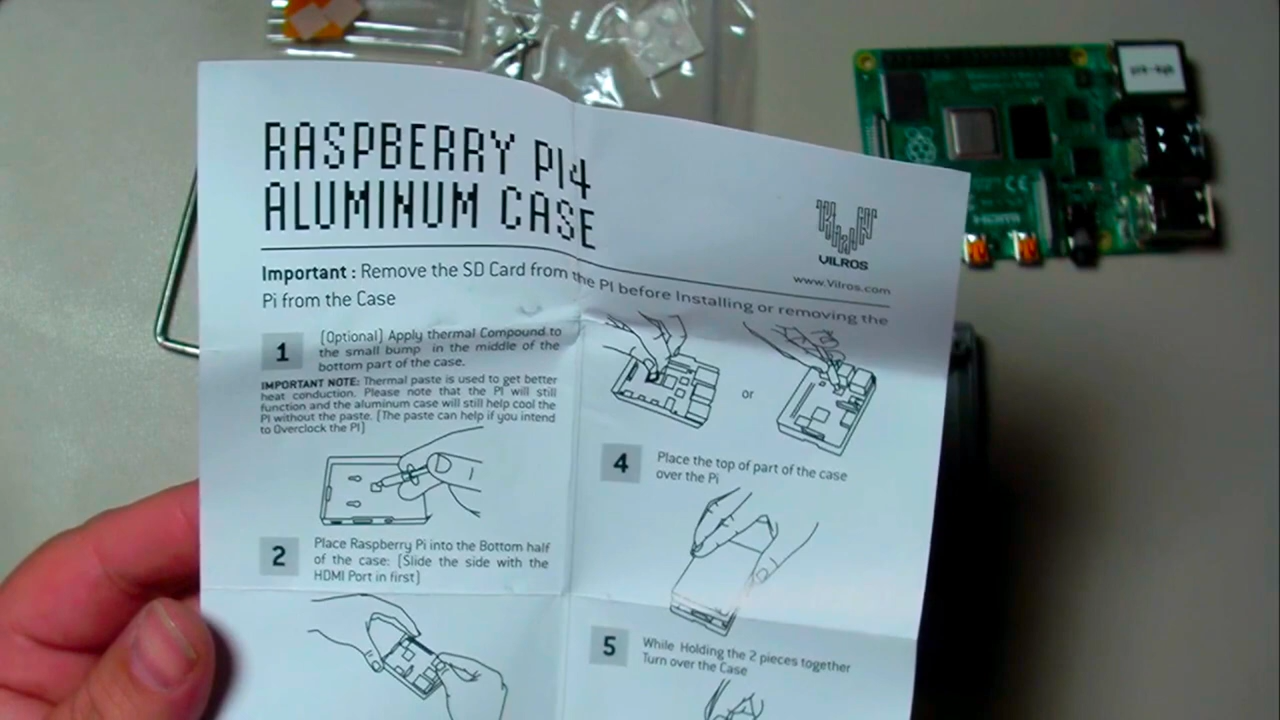 RASPBERRY PI4
ALUMINUM CASE
VILROS
www.Vilros.com
Important : Remove the SD Card from the PI before Installing or removing the
Pi from the Case
1
[Optional] Apply thermal Compound to
the small bump in the middle of the
bottom part of the case.
IMPORTANT NOTE: Thermal paste is used to get better
heat conduction. Please note that the PI will still
function and the aluminum case will still help cool the
PI without the paste. [The paste can help if you intend
to Overclock the PI]
2
Place Raspberry Pi into the Bottom half
of the case: [Slide the side with the
HDMI Port in first]
or
4
Place the top of part of the case
over the Pi
5
While Holding the 2 pieces together
Turn over the Case
CE
HDMI